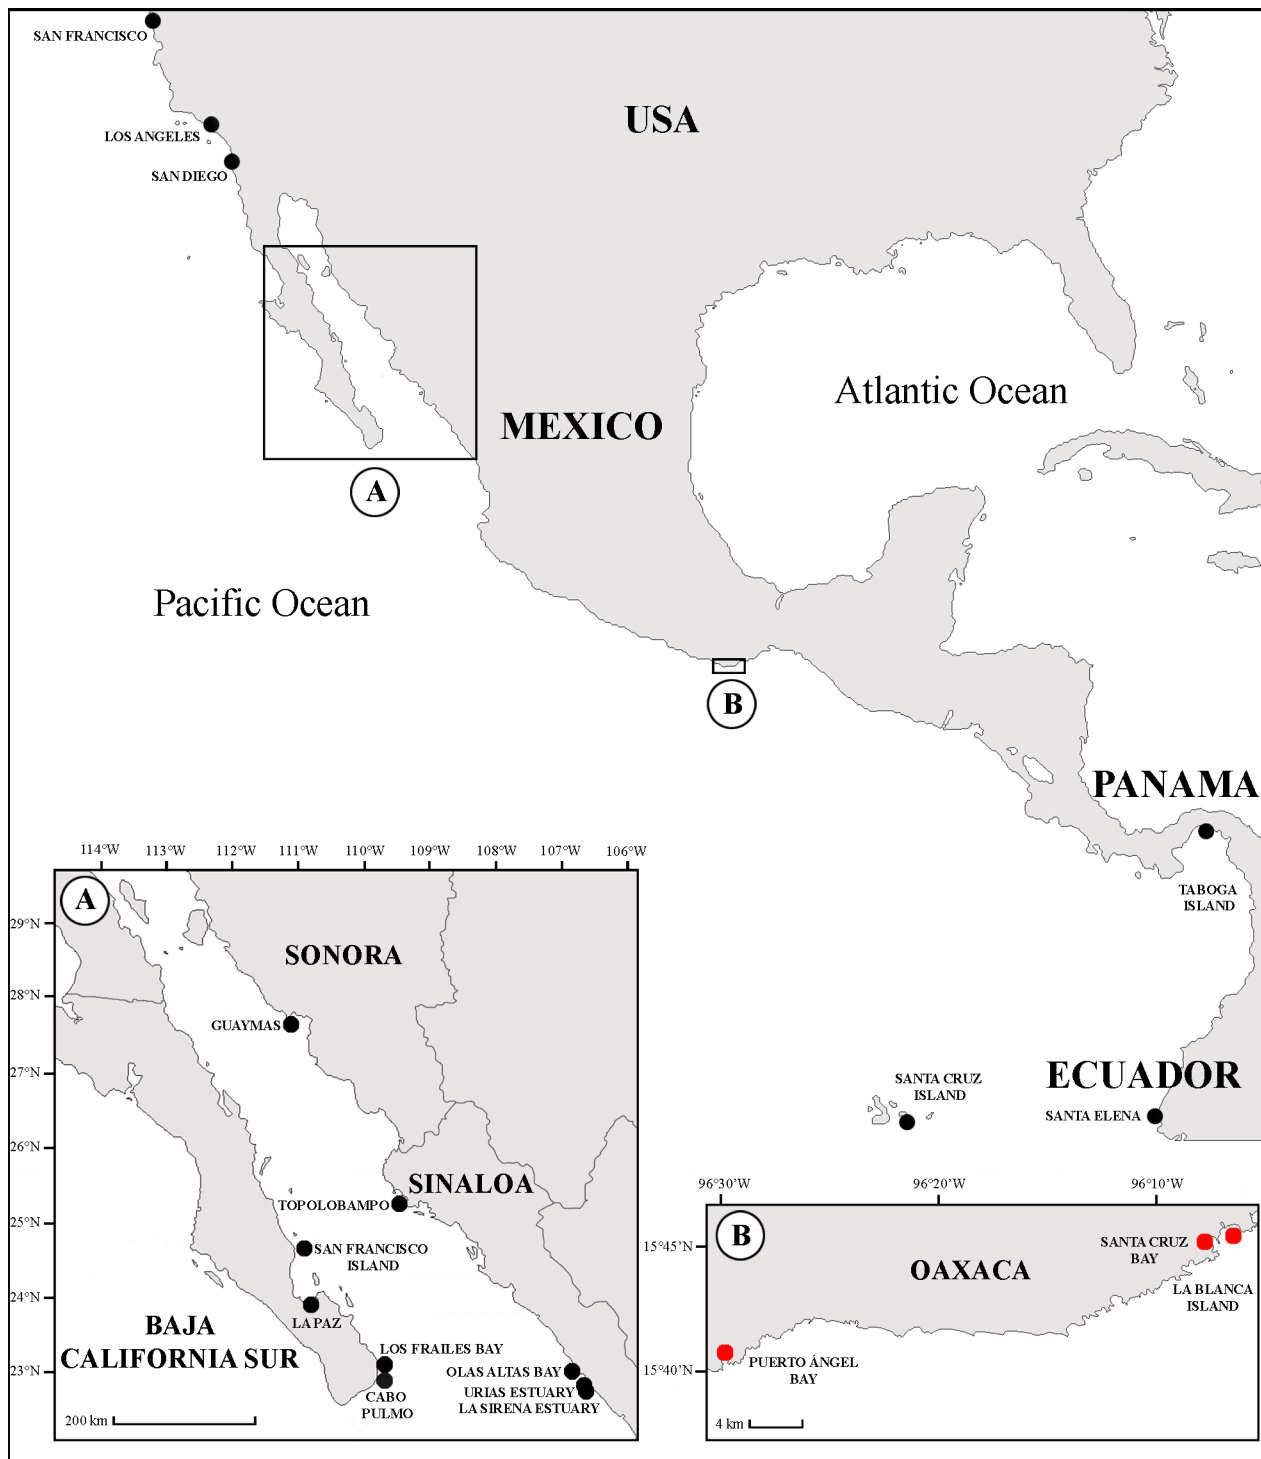 SAN FRANCISCO
LOS ANGELES
SAN DIEGO
USA
MEXICO
Atlantic Ocean
A
Pacific Ocean
B
PANAMA
TABOGA
ISLAND
SANTA CRUZ
ISLAND
ECUADOR
SANTA ELENA
114°W 113°W 112°W 111°W 110°W 109°W 108°W 107°W 106°W
A
29°N
28°N
27°N
26°N
25°N
24°N
23°N
SONORA
GUAYMAS
SINALOA
TOPOLOBAMPO
SAN FRANCISCO
ISLAND
LA PAZ
BAJA
CALIFORNIA SUR
LOS FRAILES BAY
CABO
PULMO
OLAS ALTAS BAY
URIAS ESTUARY
LA SIRENA ESTUARY
200 km
96°30'W 96°20'W 96°10'W
B
15°45'N
15°40'N
OAXACA
SANTA CRUZ
BAY
LA BLANCA
ISLAND
PUERTO ÁNGEL
BAY
4 km